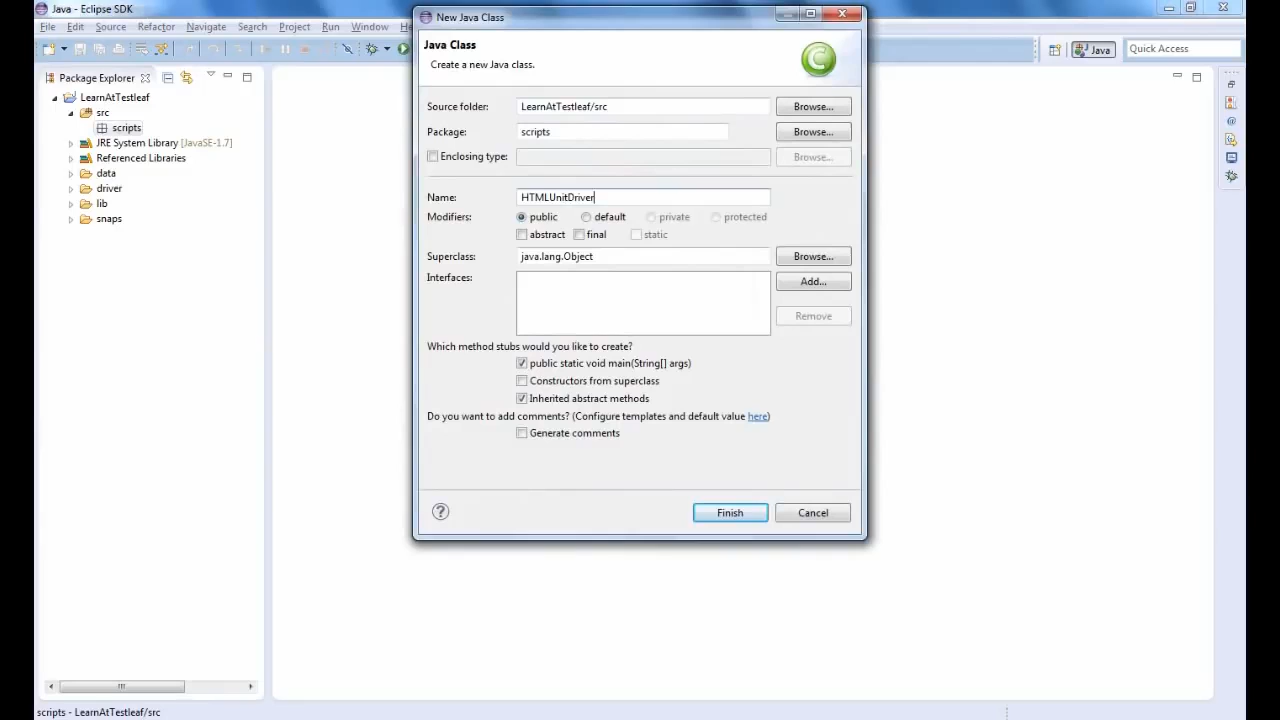 Java - Eclipse SDK
File Edit Source Refactor Navigate Search Project Run Window
Java
Quick Access
Package Explorer
LearnAtTestleaf
src
scripts
JRE System Library [JavaSE-1.7]
Referenced Libraries
data
driver
lib
snaps
New Java Class
Java Class
Create a new Java class.
C
Source folder: LearnAtTestleaf/src Browse...
Package: scripts Browse...
Enclosing type: Browse...
Name: HTMLUnitDriver
Modifiers: public default private protected
abstract final static
Superclass: java.lang.Object Browse...
Interfaces: Add...
Remove
Which method stubs would you like to create?
public static void main(String[] args)
Constructors from superclass
Inherited abstract methods
Do you want to add comments? (Configure templates and default value here)
Generate comments
? Finish Cancel
scripts - LearnAtTestleaf/src